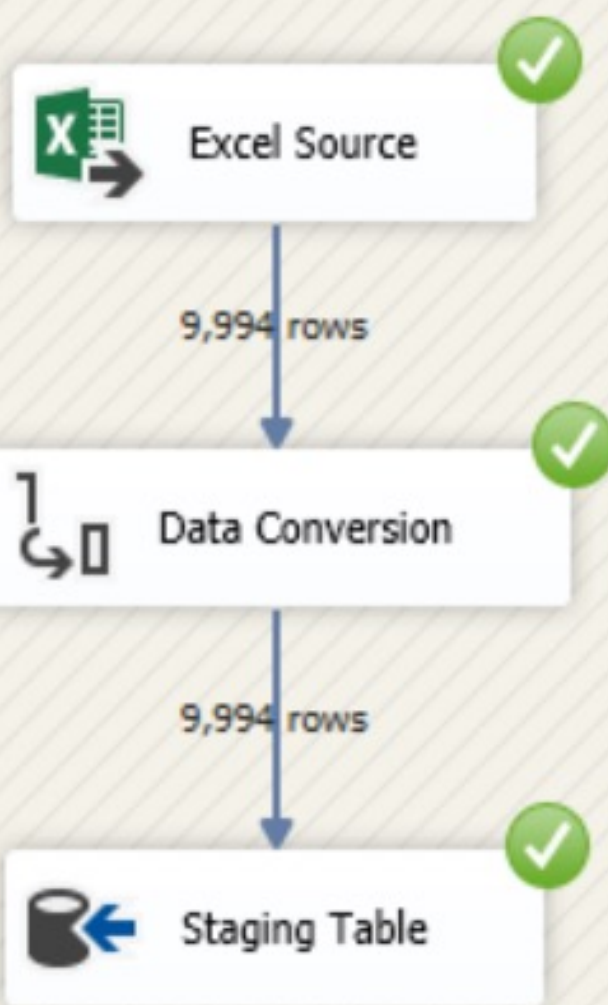 Excel Source
9,994 rows
Data Conversion
9,994 rows
Staging Table